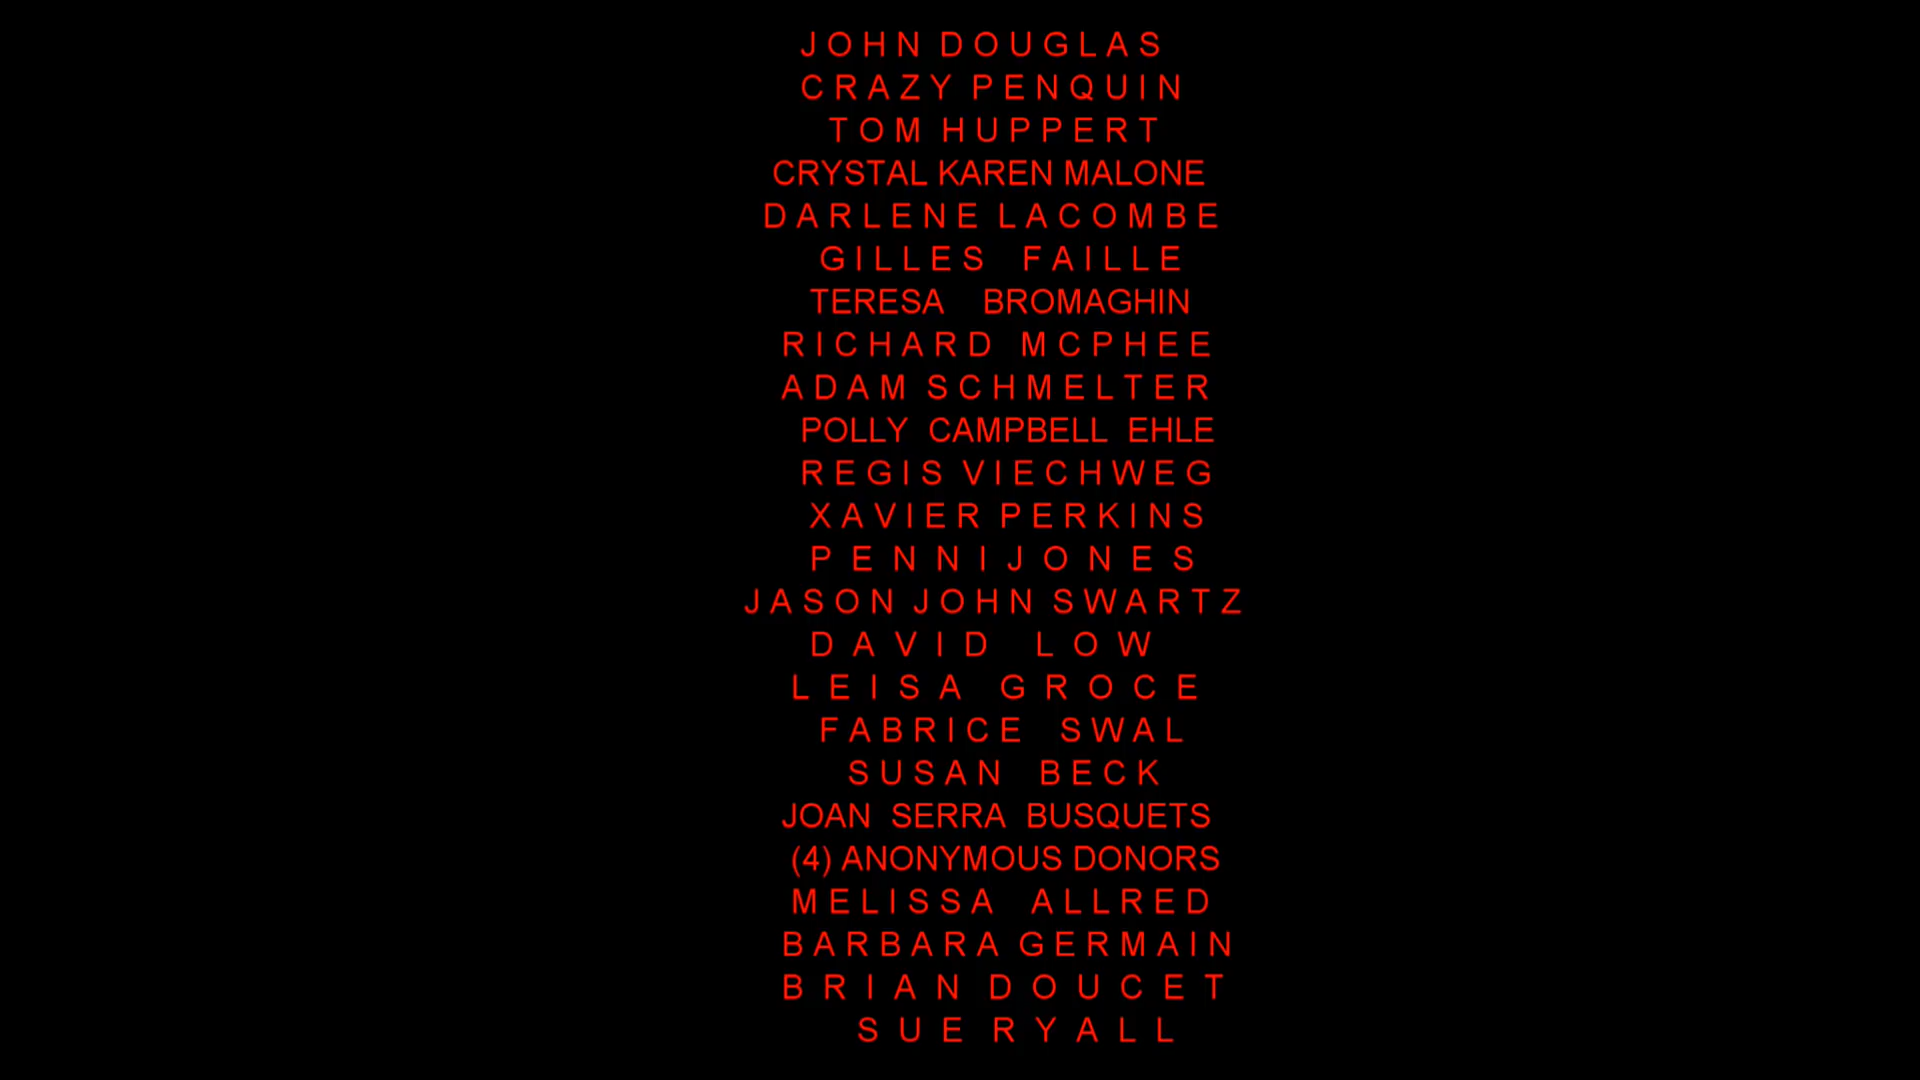 JOHN DOUGLAS
CRAZY PENQUIN
TOM HUPPERT
CRYSTAL KAREN MALONE
DARLENE LACOMBE
GILLES FAILLE
TERESA BROMAGHIN
RICHARD MCPHEE
ADAM SCHMELTER
POLLY CAMPBELL EHLE
REGIS VIECHWEG
XAVIER PERKINS
PENNIJONES
JASON JOHN SWARTZ
DAVID LOW
LEISA GROCE
FABRICE SWAL
SUSAN BECK
JOAN SERRA BUSQUETS
(4) ANONYMOUS DONORS
MELISSA ALLRED
BARBARA GERMAIN
BRIAN DOUCET
SUE RYALL